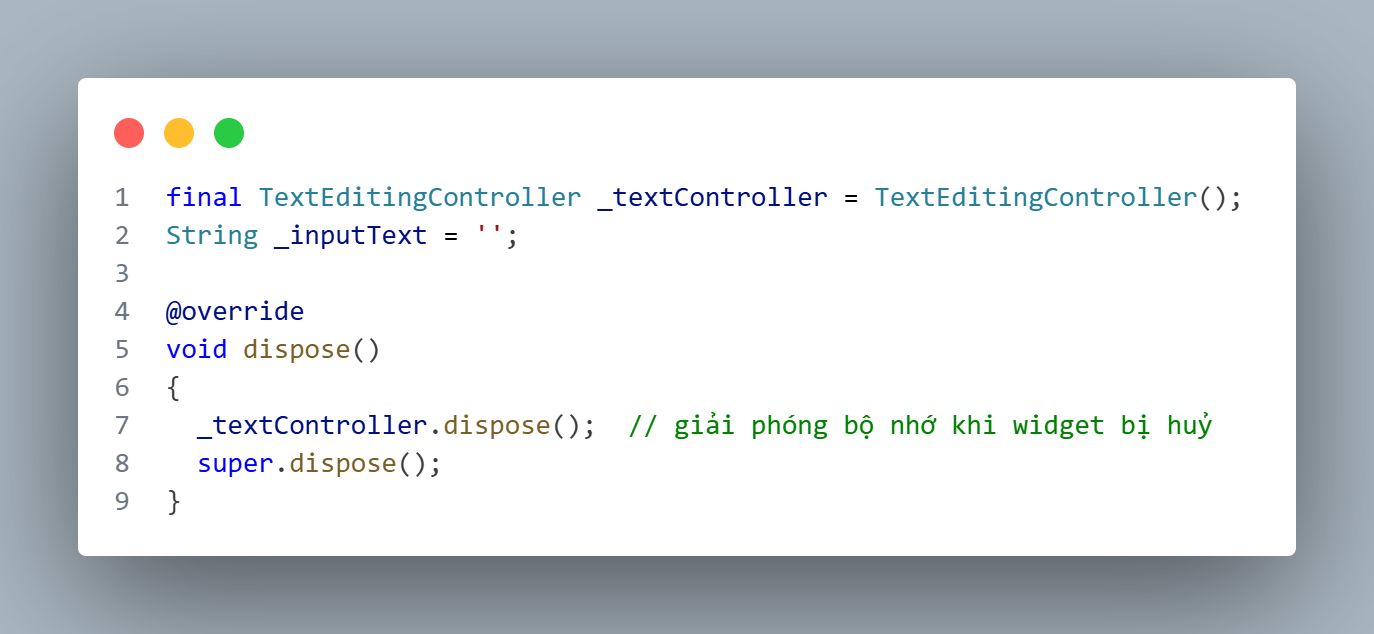 1 final TextEditingController _textController = TextEditingController();
2 String _inputText = '';
3
4 @override
5 void dispose()
6 {
7   _textController.dispose();  // giải phóng bộ nhớ khi widget bị huỷ
8   super.dispose();
9 }